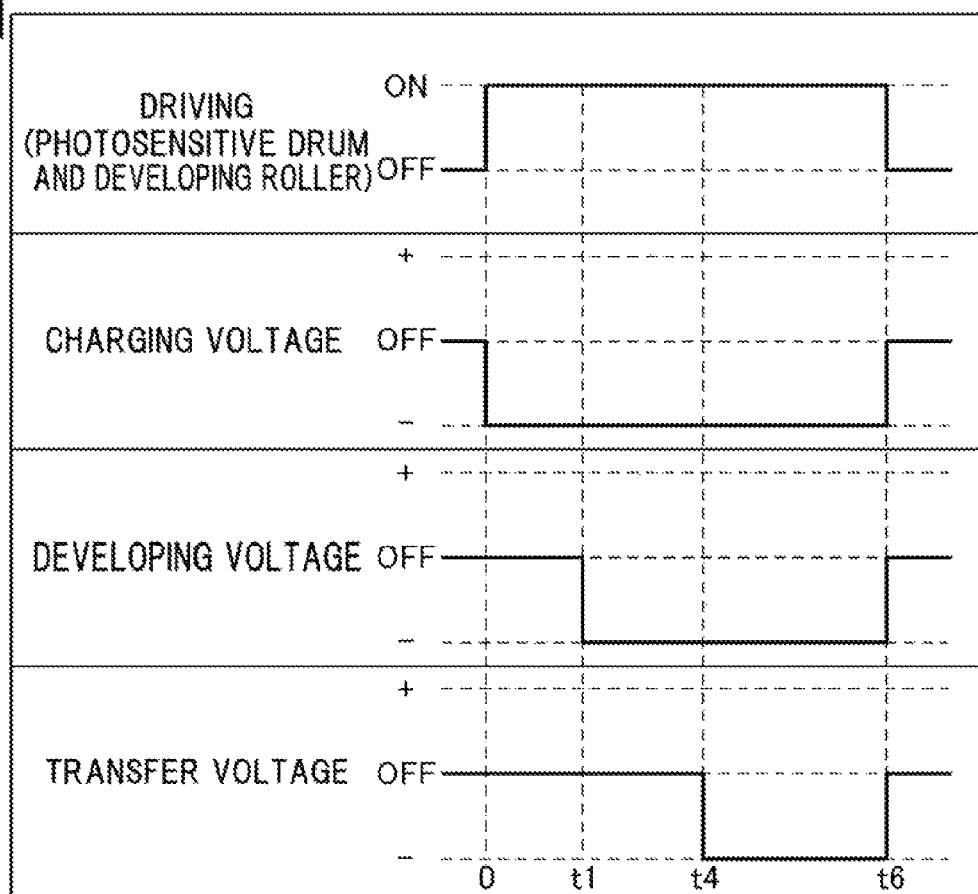 ON
DRIVING
(PHOTOSENSITIVE DRUM
AND DEVELOPING ROLLER)
OFF
+
CHARGING VOLTAGE OFF
−
+
DEVELOPING VOLTAGE OFF
−
+
TRANSFER VOLTAGE OFF
−
0 t1 t4 t6